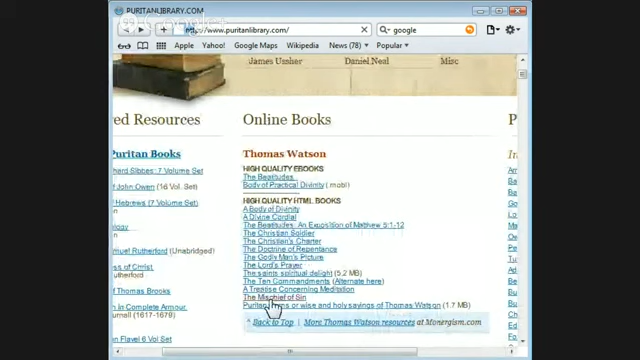 PURITANLIBRARY.COM
Google+
http://www.puritanlibrary.com/
google
Apple Yahoo! Google Maps Wikipedia News (78) Popular
James Ussher Daniel Neal Misc
ed Resources
Online Books
P
Puritan Books
Thomas Watson
HIGH QUALITY EBOOKS
hard Sibbes: 7 Volume Set
The Beatitudes
of John Owen (16 Vol. Set)
Body of Practical Divinity (.mobi)
f Hebrews (7 Volume Set)
HIGH QUALITY HTML BOOKS
A Body of Divinity
A Divine Cordial
The Beatitudes: An Exposition of Matthew 5:1-12
The Christian Soldier
The Christian's Charter
muel Rutherford (Unabridged)
The Doctrine of Repentance
The Godly Man's Picture
ss of Christ,
The Lord's Prayer
utherford
The saints spiritual delight (5.2 MB)
The Ten Commandments (Alternate here)
of Thomas Brooks
A Treatise Concerning Meditation
The Mischief of Sin
n in Complete Armour,
or wise and holy sayings of Thomas Watson (1.7 MB)
urnall (1617-1679)
^ Back to Top | More Thomas Watson resources at Monergism.com
hn Flavel 6 Vol Set